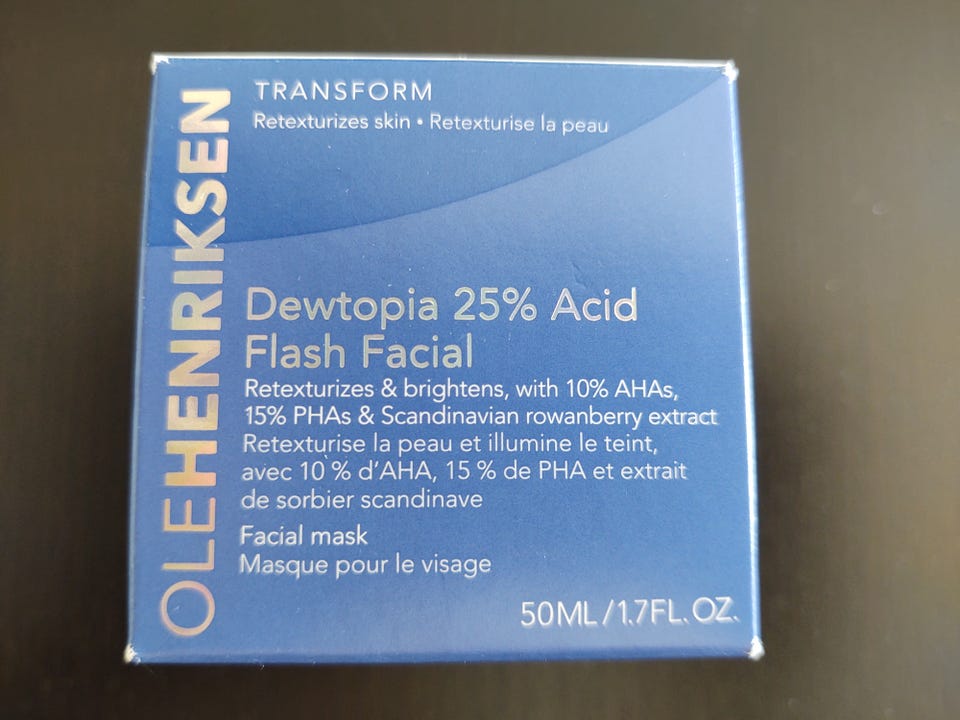 OLEHENRIKSEN
TRANSFORM
Retexturizes skin • Retexturise la peau
Dewtopia 25% Acid
Flash Facial
Retexturizes & brightens, with 10% AHAs,
15% PHAs & Scandinavian rowanberry extract
Retexturise la peau et illumine le teint,
avec 10 % d'AHA, 15 % de PHA et extrait
de sorbier scandinave
Facial mask
Masque pour le visage
50ML/1.7FL. OZ.